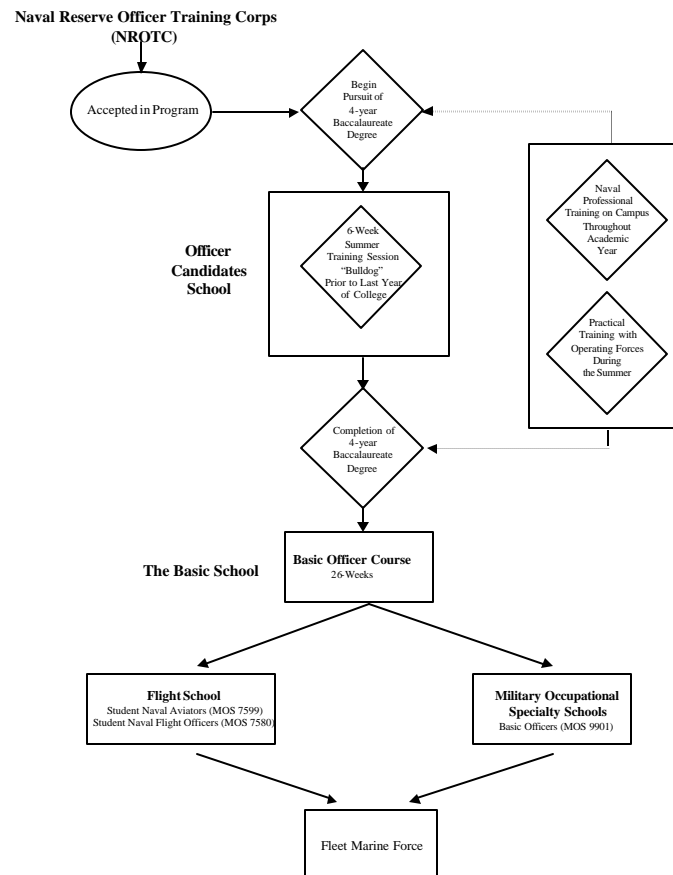 Naval Reserve Officer Training Corps
(NROTC)
Accepted in Program
Begin
Pursuit of
4-year
Baccalaureate
Degree
Naval
Professional
Training on Campus
Throughout
Academic
Year
Officer
Candidates
School
6-Week
Summer
Training Session
“Bulldog”
Prior to Last Year
of College
Practical
Training with
Operating Forces
During
the Summer
Completion of
4-year
Baccalaureate
Degree
The Basic School
Basic Officer Course
26-Weeks
Flight School
Student Naval Aviators (MOS 7599)
Student Naval Flight Officers (MOS 7580)
Military Occupational
Specialty Schools
Basic Officers (MOS 9901)
Fleet Marine Force